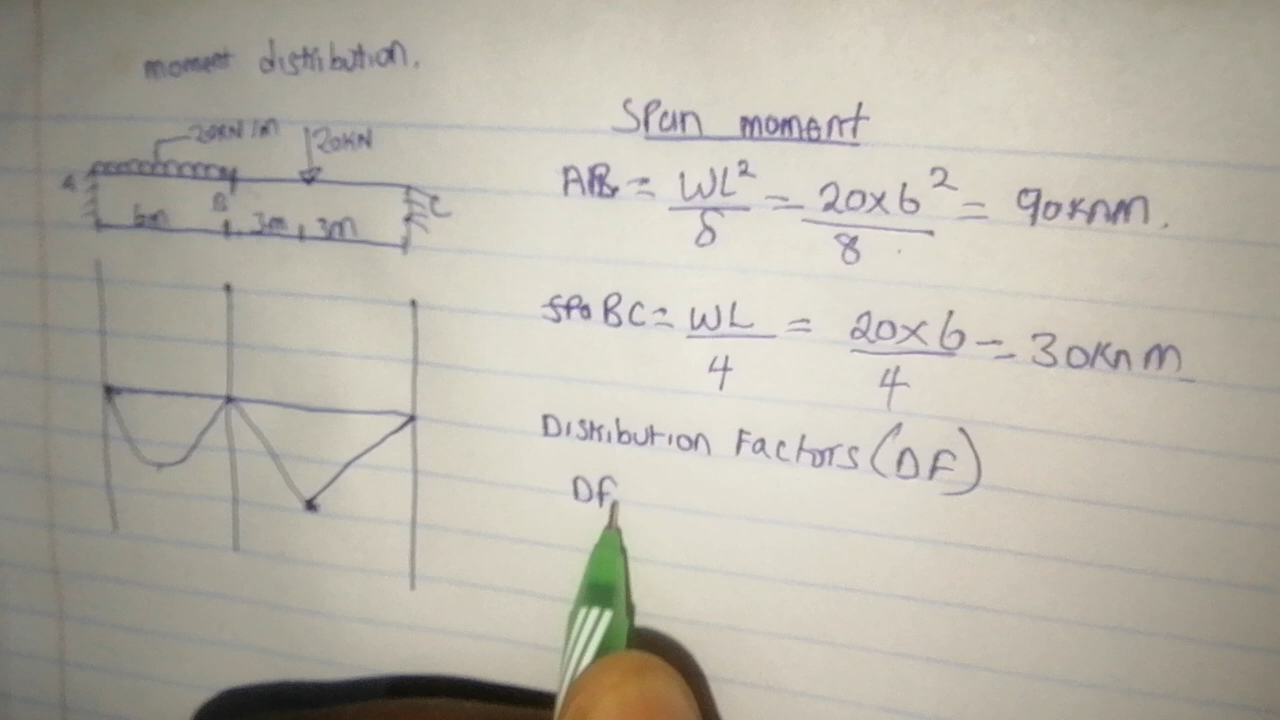 moment distribution.
20KN/m
20KN
A
B
C
6m
3m, 3m
Span moment
AB = WL² / 8 = 20×6² / 8 = 90KNM.
BC = WL / 4 = 20×6 / 4 = 30KNM
Distribution Factors (DF)
DF